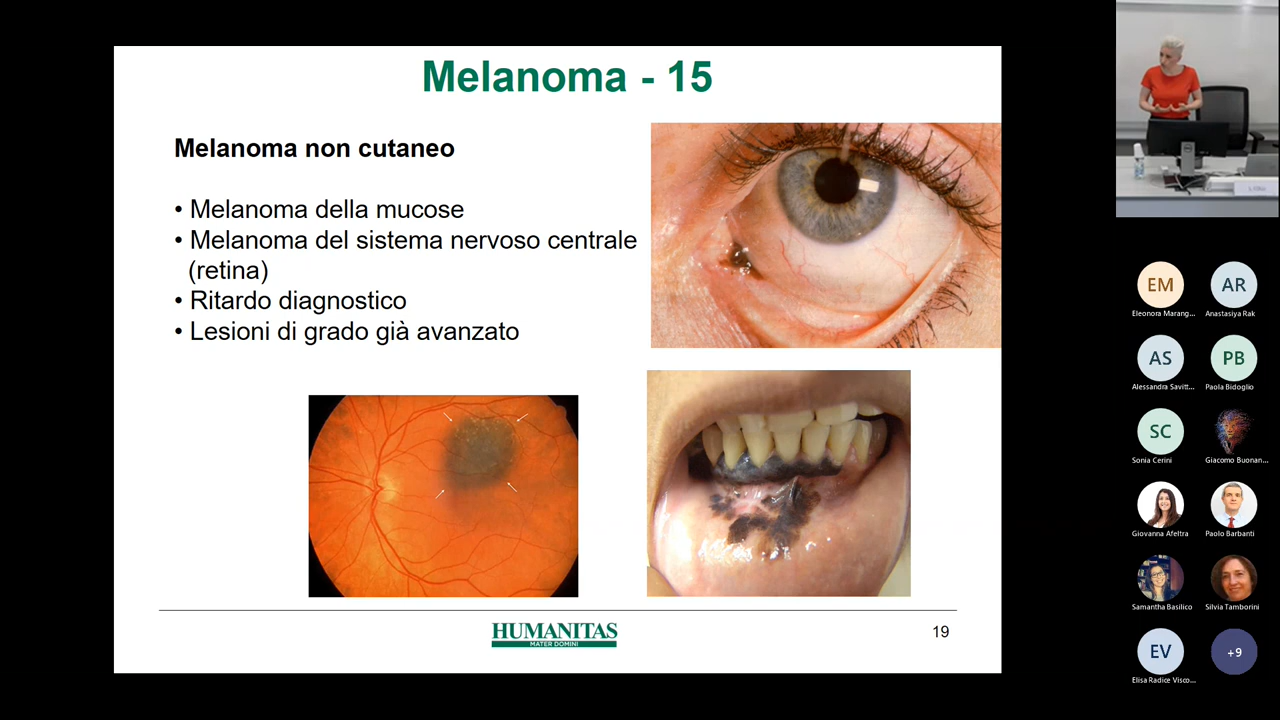 Melanoma - 15
Melanoma non cutaneo
• Melanoma della mucose
• Melanoma del sistema nervoso centrale
(retina)
• Ritardo diagnostico
• Lesioni di grado già avanzato
HUMANITAS
MATER DOMINI
19
EM
AR
Eleonora Marang...
Anastasiya Rak
AS
PB
Alessandra Savitt...
Paola Bidoglio
SC
Sonia Cerini
Giacomo Buonan...
Giovanna Afeltra
Paolo Barbanti
Samantha Basilico
Silvia Tamborini
EV
+9
Elisa Radice Visco...